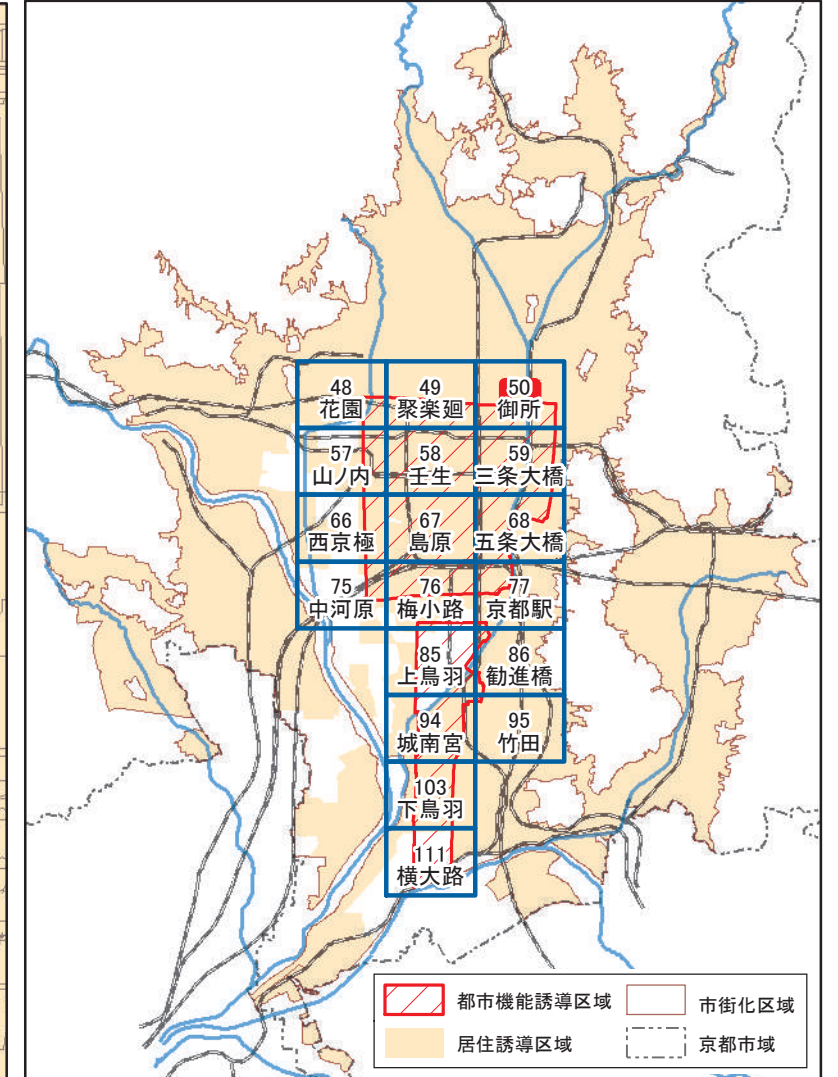 48
花園
49
聚楽廻
50
御所
57
山ノ内
58
壬生
59
三条大橋
66
西京極
67
島原
68
五条大橋
75
中河原
76
梅小路
77
京都駅
85
上鳥羽
86
勧進橋
94
城南宮
95
竹田
103
下鳥羽
111
横大路
都市機能誘導区域
市街化区域
居住誘導区域
京都市域